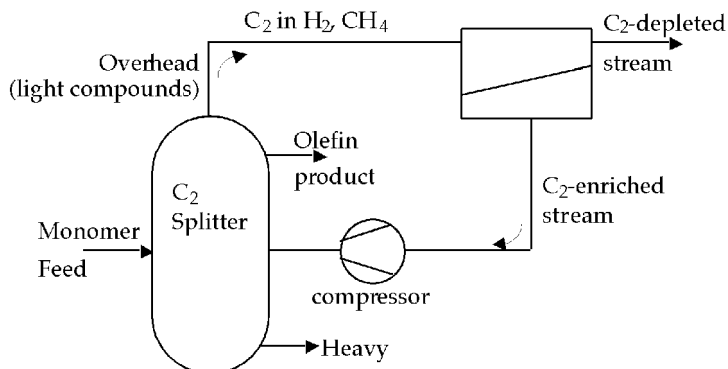 C₂ in H₂, CH₄
C₂-depleted
stream
Overhead
(light compounds)
Olefin
product
C₂
Splitter
C₂-enriched
stream
Monomer
Feed
compressor
Heavy